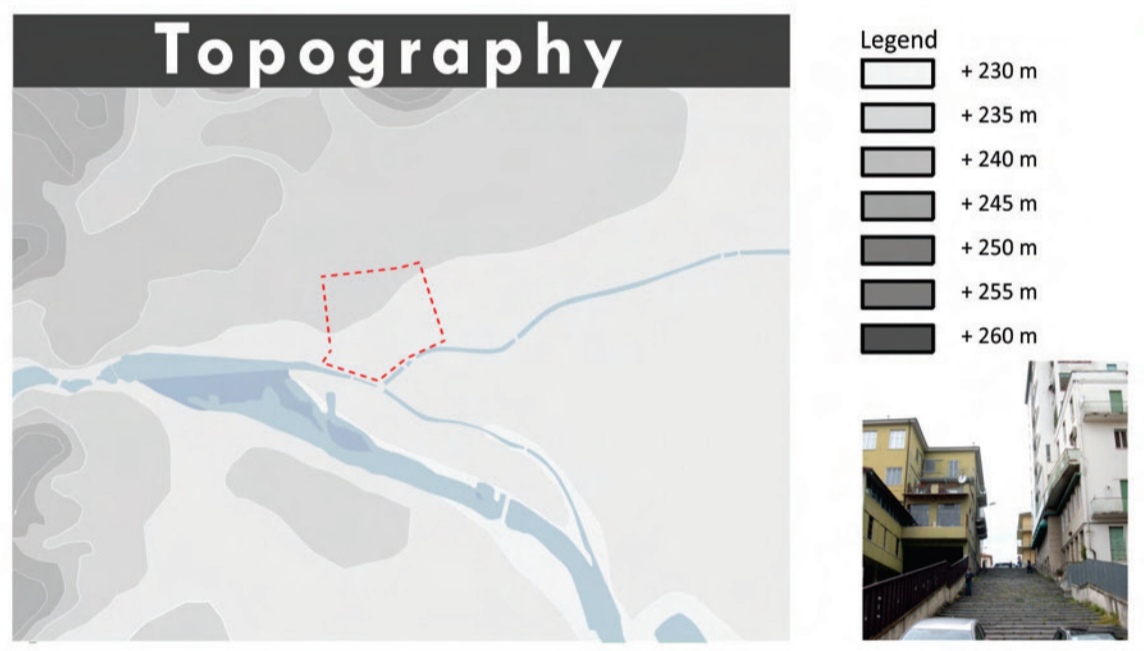 Topography
Legend
+ 230 m
+ 235 m
+ 240 m
+ 245 m
+ 250 m
+ 255 m
+ 260 m